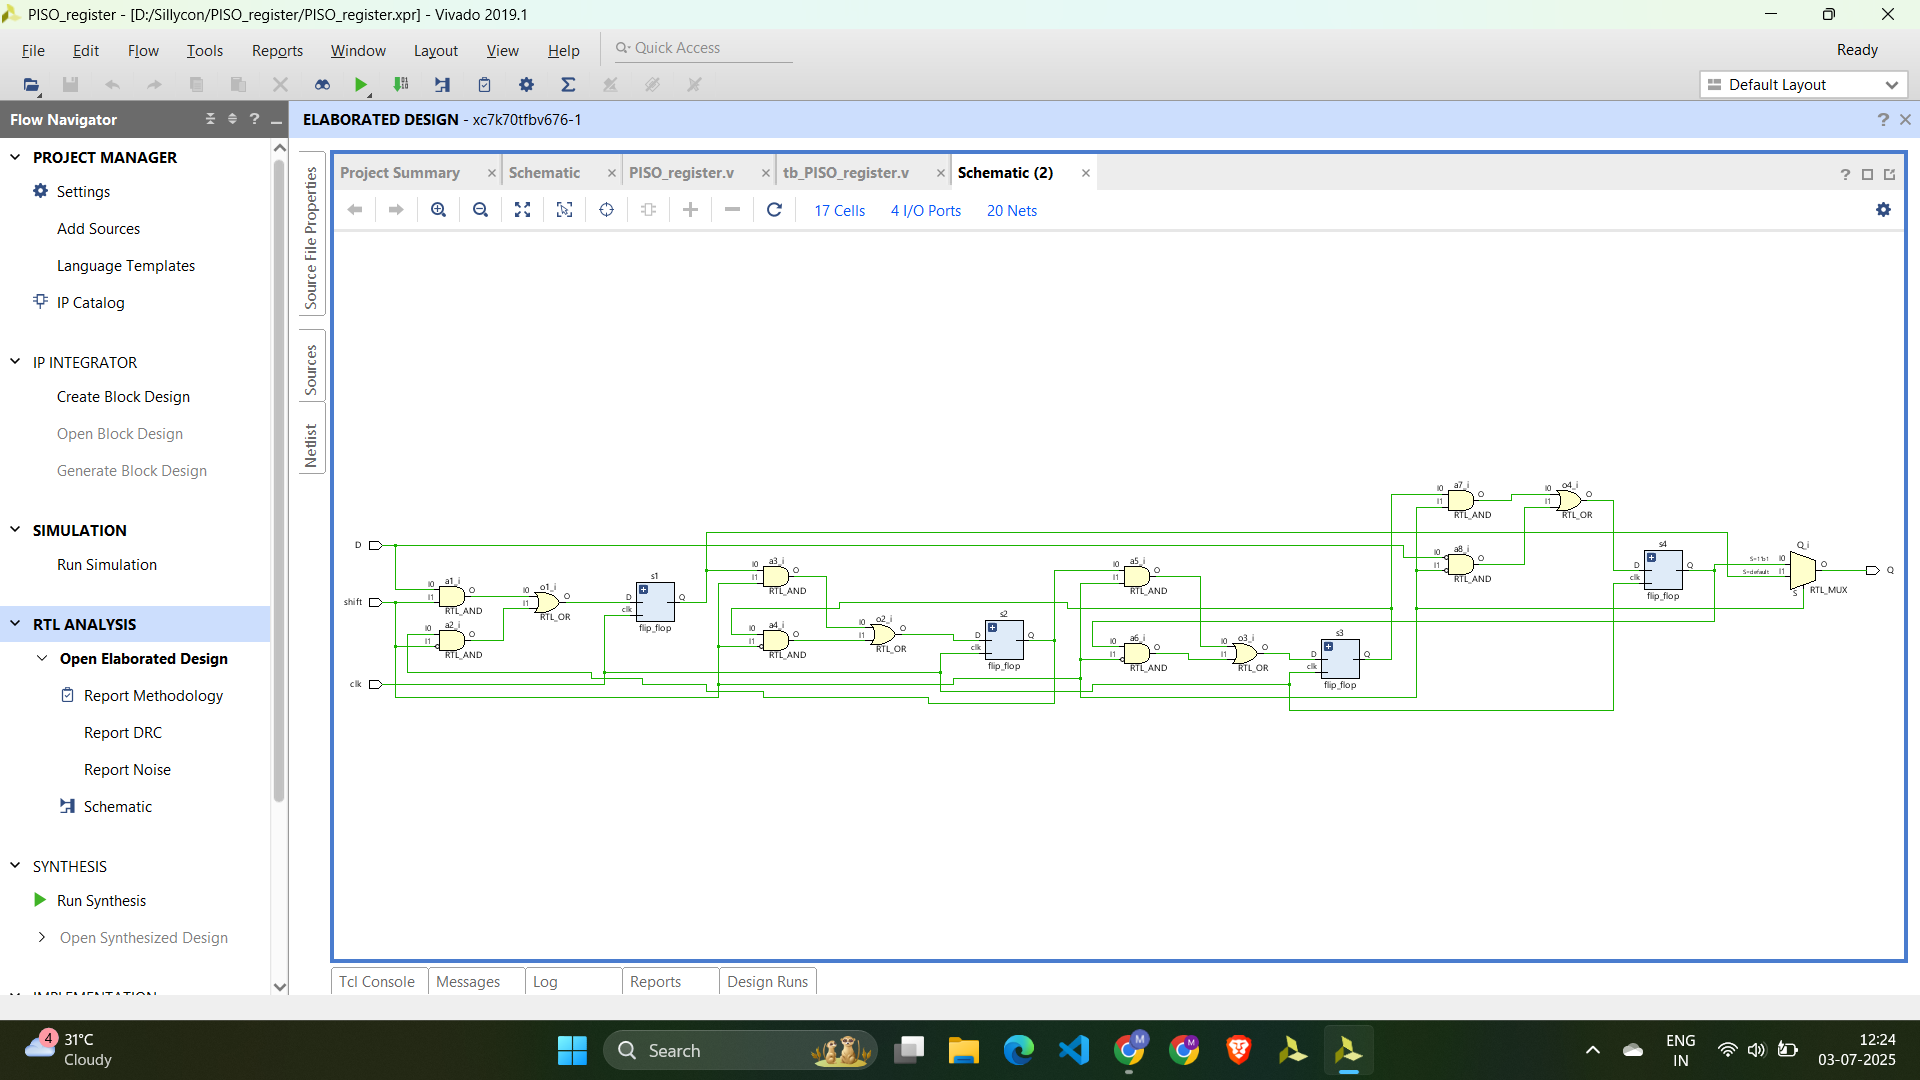 PISO_register - [D:/Sillycon/PISO_register/PISO_register.xpr] - Vivado 2019.1
File Edit Flow Tools Reports Window Layout View Help Quick Access Ready
Default Layout
Flow Navigator
ELABORATED DESIGN - xc7k70tfbv676-1
PROJECT MANAGER
Settings
Add Sources
Language Templates
IP Catalog
IP INTEGRATOR
Create Block Design
Open Block Design
Generate Block Design
SIMULATION
Run Simulation
RTL ANALYSIS
Open Elaborated Design
Report Methodology
Report DRC
Report Noise
Schematic
SYNTHESIS
Run Synthesis
Open Synthesized Design
Source File Properties
Sources
Netlist
Project Summary Schematic PISO_register.v tb_PISO_register.v Schematic (2)
17 Cells 4 I/O Ports 20 Nets
D
shift
clk
a1_i
I0 O
I1
RTL_AND
a2_i
I0 O
I1
RTL_AND
o1_i
I0 O
I1
RTL_OR
s1
D Q
clk
flip_flop
a3_i
I0 O
I1
RTL_AND
a4_i
I0 O
I1
RTL_AND
o2_i
I0 O
I1
RTL_OR
s2
D Q
clk
flip_flop
a5_i
I0 O
I1
RTL_AND
a6_i
I0 O
I1
RTL_AND
o3_i
I0 O
I1
RTL_OR
s3
D Q
clk
flip_flop
a7_i
I0 O
I1
RTL_AND
a8_i
I0 O
I1
RTL_AND
o4_i
I0 O
I1
RTL_OR
s4
D Q
clk
flip_flop
Q_i
S=1'b1 I0 O
S=default I1
S
RTL_MUX
Q
Tcl Console Messages Log Reports Design Runs
4
31°C
Cloudy
Search
ENG
IN
12:24
03-07-2025